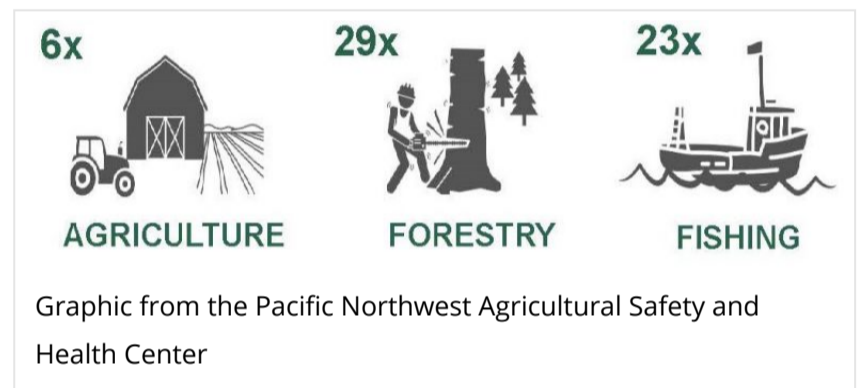 6x 29x 23x
AGRICULTURE FORESTRY FISHING
Graphic from the Pacific Northwest Agricultural Safety and
Health Center